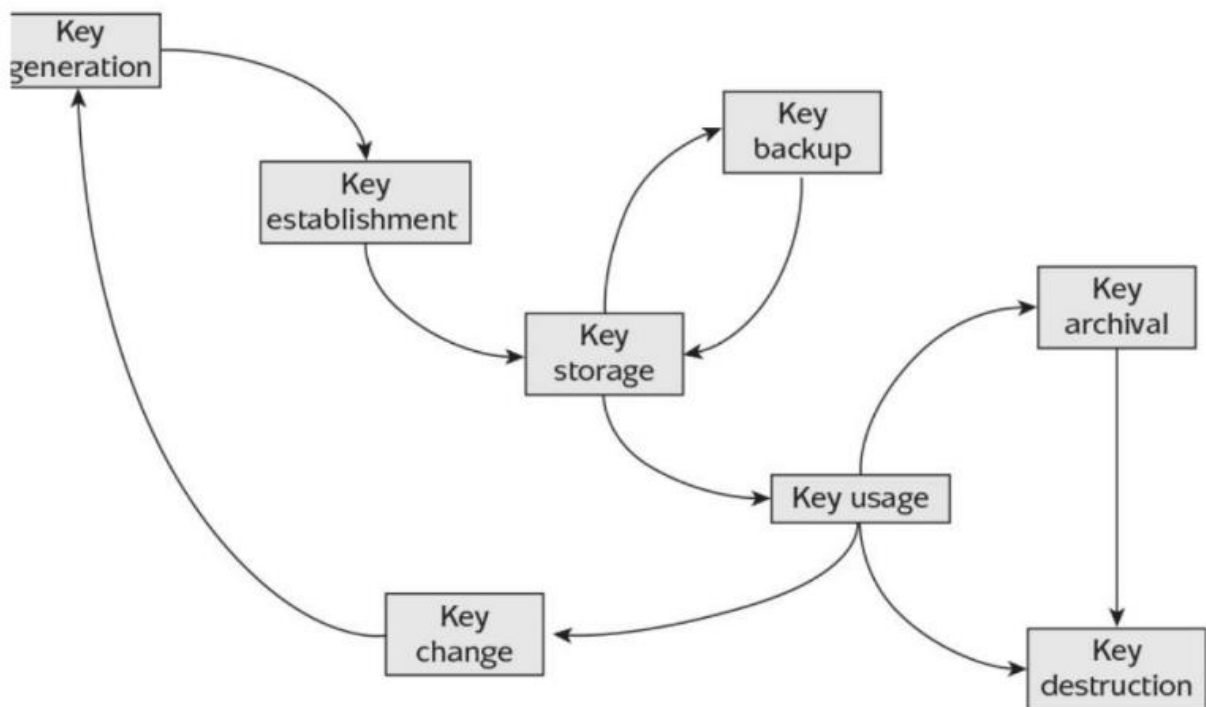 Key
generation
Key
backup
Key
establishment
Key
archival
Key
storage
Key usage
Key
change
Key
destruction